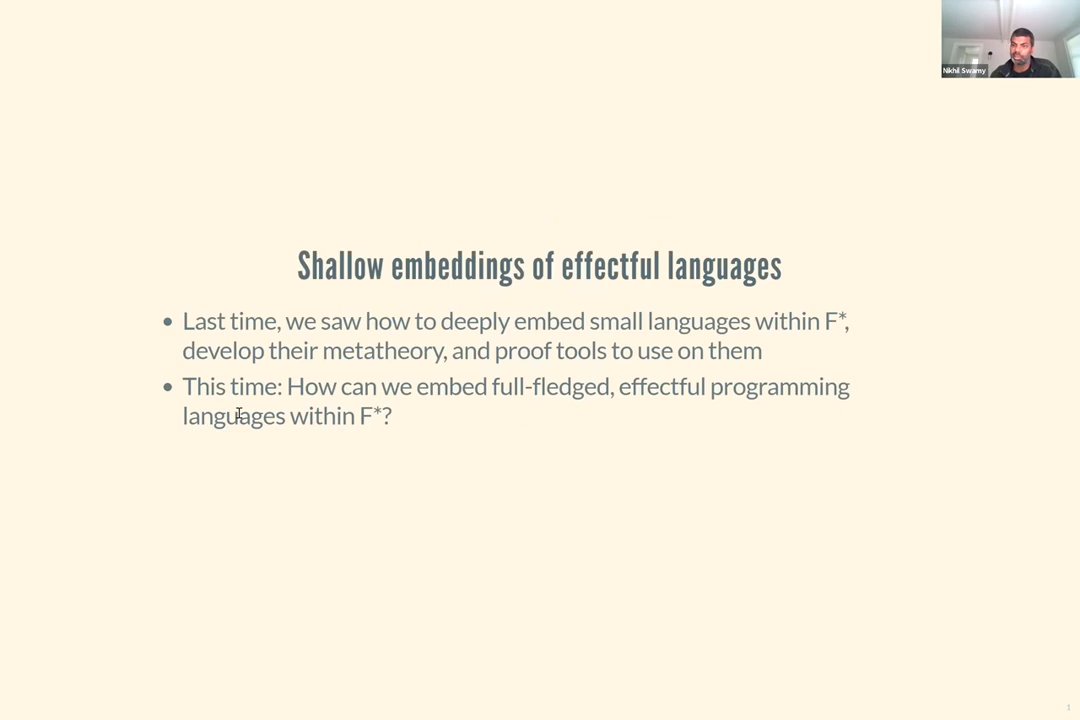 Nikhil Swamy
Shallow embeddings of effectful languages
• Last time, we saw how to deeply embed small languages within F*,
develop their metatheory, and proof tools to use on them
• This time: How can we embed full-fledged, effectful programming
languages within F*?
1